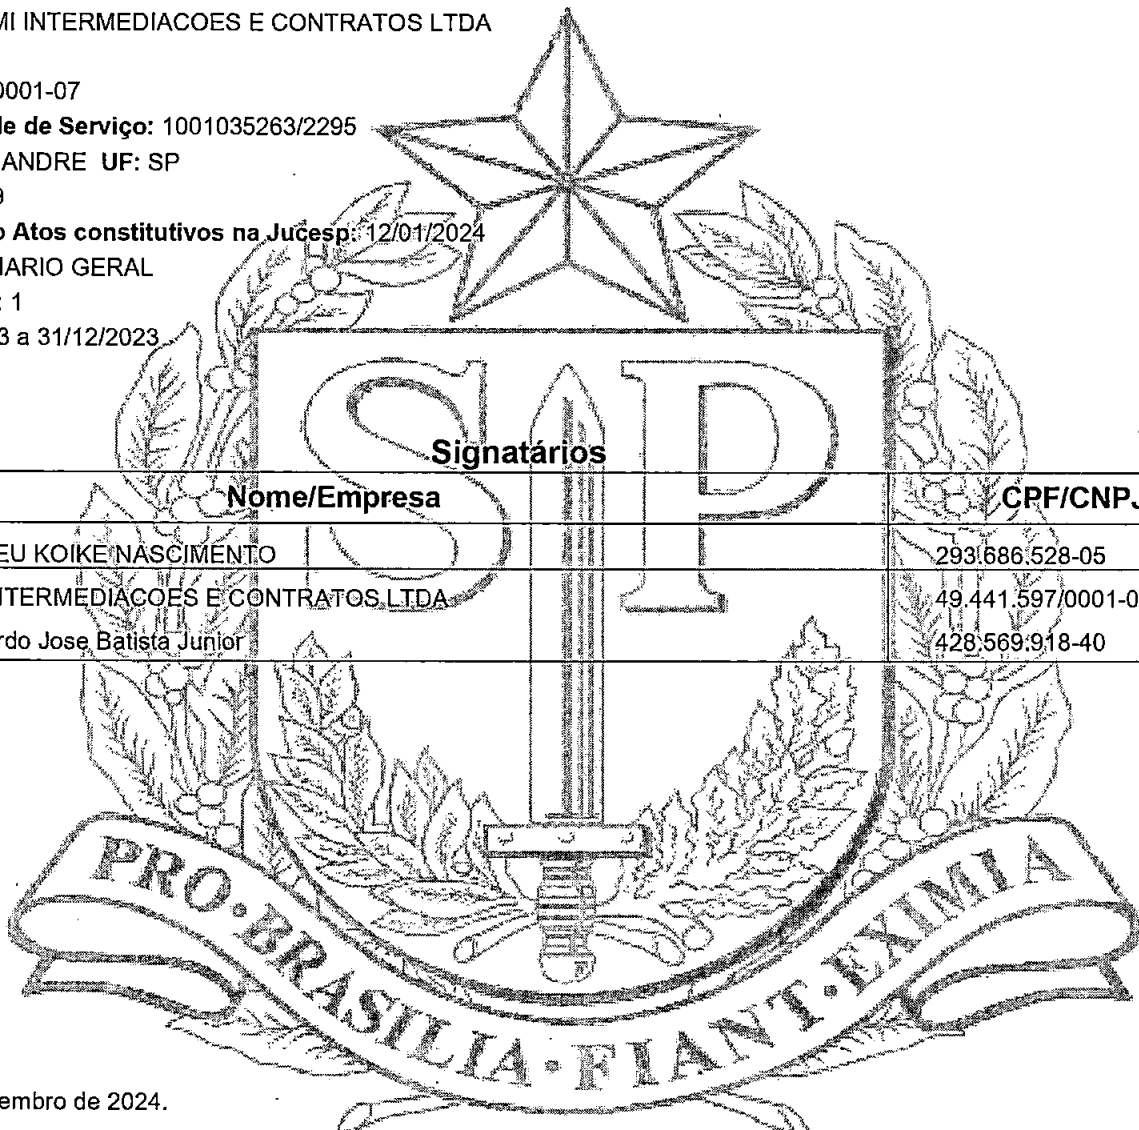 MI INTERMEDIACOES E CONTRATOS LTDA
0001-07
de de Serviço: 1001035263/2295
ANDRE UF: SP
9
o Atos constitutivos na Jucesp: 12/01/2024
DIARIO GERAL
: 1
3 a 31/12/2023
S P
Signatários
Nome/Empresa CPF/CNPJ
EU KOIKE NASCIMENTO 293.686.528-05
NTERMEDIACOES E CONTRATOS LTDA 49.441.597/0001-0
rdo Jose Batista Junior 428.569.918-40
PRO·BRASILIA·FIANT·EXIMIA
embro de 2024.